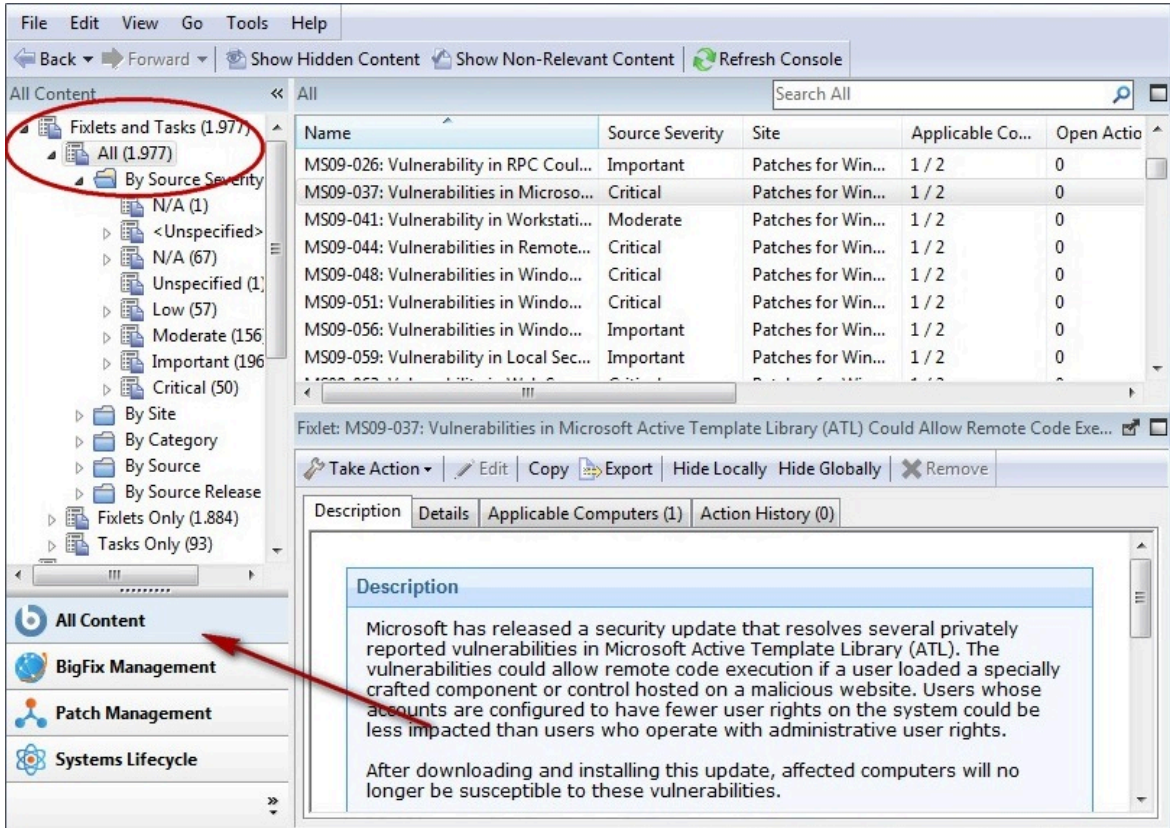 File Edit View Go Tools Help
Back Forward Show Hidden Content Show Non-Relevant Content Refresh Console
All Content
Fixlets and Tasks (1.977)
All (1.977)
By Source Severity
N/A (1)
<Unspecified>
N/A (67)
Unspecified (1)
Low (57)
Moderate (156
Important (196
Critical (50)
By Site
By Category
By Source
By Source Release
Fixlets Only (1.884)
Tasks Only (93)
All Content
BigFix Management
Patch Management
Systems Lifecycle
All Search All
Name Source Severity Site Applicable Co... Open Actio
MS09-026: Vulnerability in RPC Coul... Important Patches for Win... 1 / 2 0
MS09-037: Vulnerabilities in Microso... Critical Patches for Win... 1 / 2 0
MS09-041: Vulnerability in Workstati... Moderate Patches for Win... 1 / 2 0
MS09-044: Vulnerabilities in Remote... Critical Patches for Win... 1 / 2 0
MS09-048: Vulnerabilities in Windo... Critical Patches for Win... 1 / 2 0
MS09-051: Vulnerabilities in Windo... Critical Patches for Win... 1 / 2 0
MS09-056: Vulnerabilities in Windo... Important Patches for Win... 1 / 2 0
MS09-059: Vulnerability in Local Sec... Important Patches for Win... 1 / 2 0
Fixlet: MS09-037: Vulnerabilities in Microsoft Active Template Library (ATL) Could Allow Remote Code Exe...
Take Action Edit Copy Export Hide Locally Hide Globally Remove
Description Details Applicable Computers (1) Action History (0)
Description
Microsoft has released a security update that resolves several privately
reported vulnerabilities in Microsoft Active Template Library (ATL). The
vulnerabilities could allow remote code execution if a user loaded a specially
crafted component or control hosted on a malicious website. Users whose
accounts are configured to have fewer user rights on the system could be
less impacted than users who operate with administrative user rights.
After downloading and installing this update, affected computers will no
longer be susceptible to these vulnerabilities.